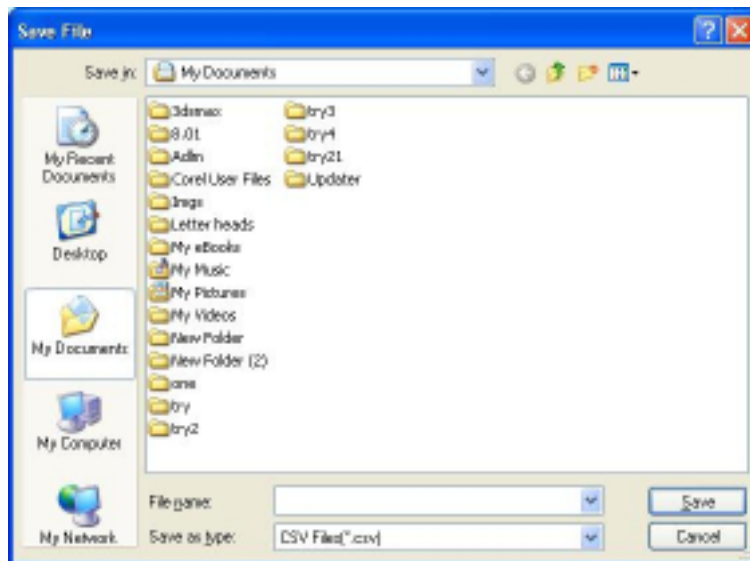 Save File
Save in: My Documents
My Recent
Documents
Desktop
My Documents
My Computer
My Network
3dsmax
8.01
Adlm
Corel User Files
Imgs
Letter heads
My eBooks
My Music
My Pictures
My Videos
New Folder
New Folder (2)
one
try
try2
try3
try4
try21
Updater
File name:
Save
Save as type: CSV Files(*.csv)
Cancel